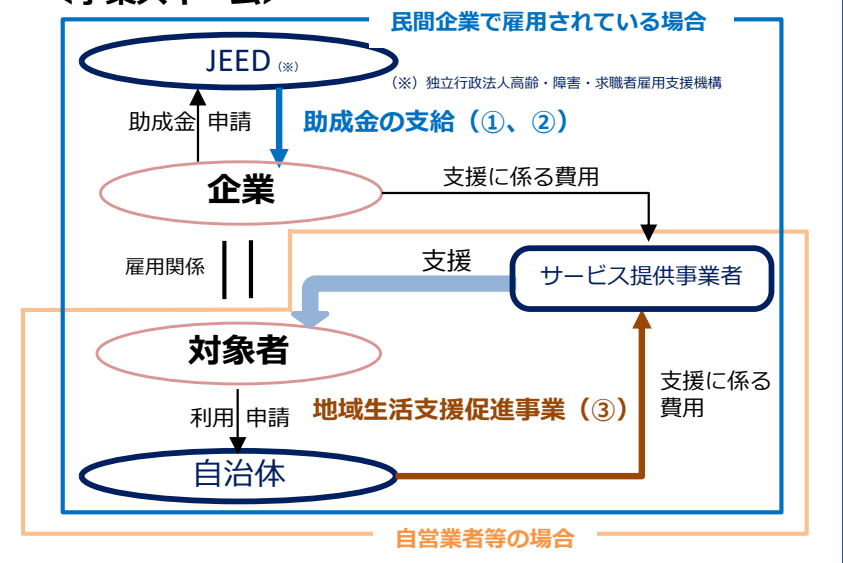 民間企業で雇用されている場合
JEED（※）
（※）独立行政法人高齢・障害・求職者雇用支援機構
助成金 申請
助成金の支給（①、②）
企業
支援に係る費用
雇用関係
支援
サービス提供事業者
対象者
支援に係る
費用
利用 申請
地域生活支援促進事業（③）
自治体
自営業者等の場合